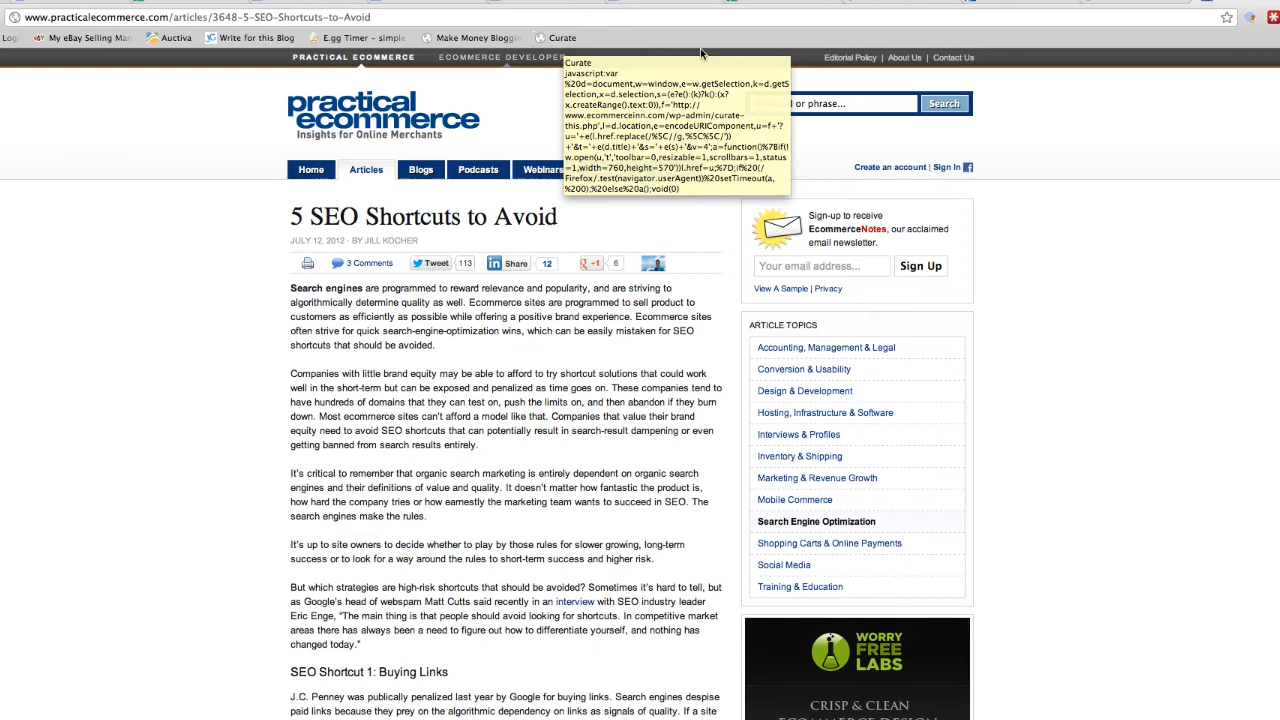 www.practicalecommerce.com/articles/3648-5-SEO-Shortcuts-to-Avoid
Logi
My eBay Selling Man
Auctiva
Write for this Blog
E.gg Timer - simple
Make Money Bloggin
Curate
PRACTICAL ECOMMERCE
ECOMMERCE DEVELOPER
Editorial Policy | About Us | Contact Us
Curate
javascript:var
%20d=document,w=window,e=w.getSelection,k=d.getS
election,x=d.selection,s=(e?e():(k)?k():(x?
x.createRange().text:0)),f='http://
www.ecommerceinn.com/wp-admin/curate-
this.php',l=d.location,e=encodeURIComponent,u=f+'?
u='+e(l.href.replace(/%5C//g,'%5C%5C/'))
+'&t='+e(d.title)+'&s='+e(s)+'&v=4';a=function()%7Bif(!
w.open(u,'t','toolbar=0,resizable=1,scrollbars=1,status
=1,width=760,height=570'))l.href=u;%7D;if%20(/
Firefox/.test(navigator.userAgent))%20setTimeout(a,
%200);%20else%20a();void(0)
practical
ecommerce
Insights for Online Merchants
or phrase...
Search
Home
Articles
Blogs
Podcasts
Webinars
Create an account | Sign In
5 SEO Shortcuts to Avoid
JULY 12, 2012 · BY JILL KOCHER
3 Comments
Tweet
113
Share
12
+1
6
Search engines are programmed to reward relevance and popularity, and are striving to
algorithmically determine quality as well. Ecommerce sites are programmed to sell product to
customers as efficiently as possible while offering a positive brand experience. Ecommerce sites
often strive for quick search-engine-optimization wins, which can be easily mistaken for SEO
shortcuts that should be avoided.
Companies with little brand equity may be able to afford to try shortcut solutions that could work
well in the short-term but can be exposed and penalized as time goes on. These companies tend to
have hundreds of domains that they can test on, push the limits on, and then abandon if they burn
down. Most ecommerce sites can't afford a model like that. Companies that value their brand
equity need to avoid SEO shortcuts that can potentially result in search-result dampening or even
getting banned from search results entirely.
It's critical to remember that organic search marketing is entirely dependent on organic search
engines and their definitions of value and quality. It doesn't matter how fantastic the product is,
how hard the company tries or how earnestly the marketing team wants to succeed in SEO. The
search engines make the rules.
It's up to site owners to decide whether to play by those rules for slower growing, long-term
success or to look for a way around the rules to short-term success and higher risk.
But which strategies are high-risk shortcuts that should be avoided? Sometimes it's hard to tell, but
as Google's head of webspam Matt Cutts said recently in an interview with SEO industry leader
Eric Enge, "The main thing is that people should avoid looking for shortcuts. In competitive market
areas there has always been a need to figure out how to differentiate yourself, and nothing has
changed today."
SEO Shortcut 1: Buying Links
J.C. Penney was publically penalized last year by Google for buying links. Search engines despise
paid links because they prey on the algorithmic dependency on links as signals of quality. If a site
Sign-up to receive
EcommerceNotes, our acclaimed
email newsletter.
Your email address...
Sign Up
View A Sample | Privacy
ARTICLE TOPICS
Accounting, Management & Legal
Conversion & Usability
Design & Development
Hosting, Infrastructure & Software
Interviews & Profiles
Inventory & Shipping
Marketing & Revenue Growth
Mobile Commerce
Search Engine Optimization
Shopping Carts & Online Payments
Social Media
Training & Education
WORRY
FREE
LABS
CRISP & CLEAN
ECOMMERCE DESIGN